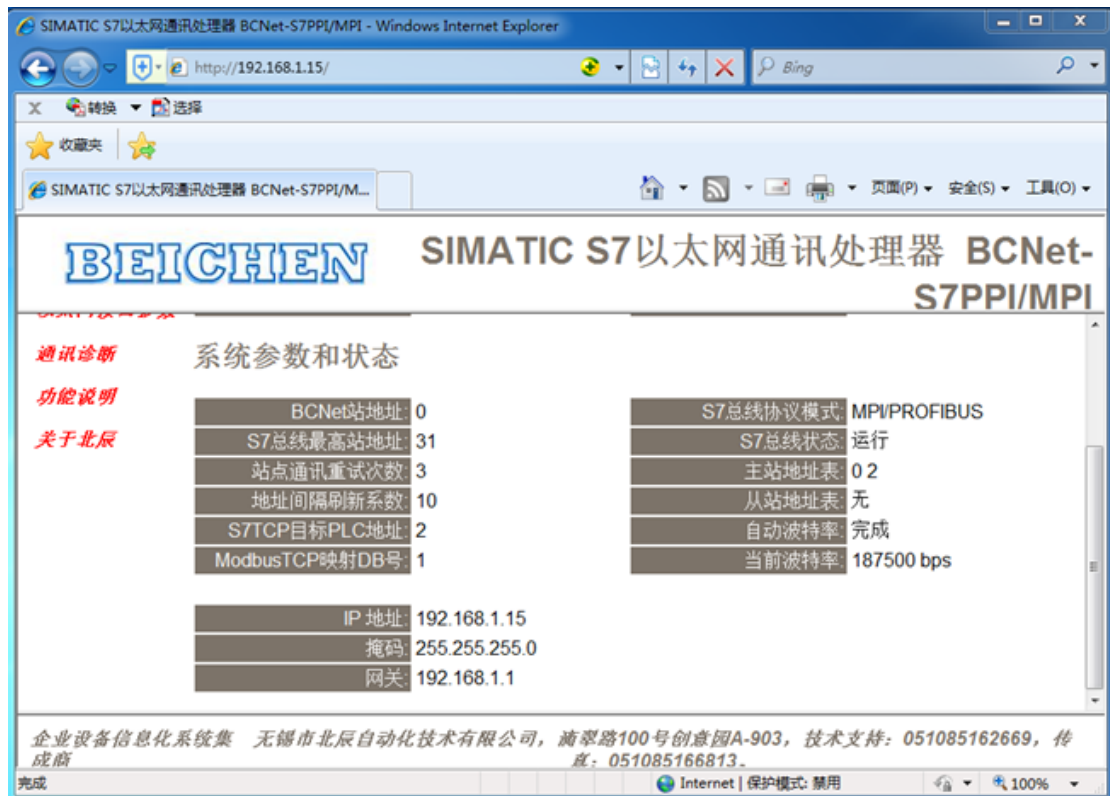 SIMATIC S7以太网通讯处理器 BCNet-S7PPI/MPI - Windows Internet Explorer
http://192.168.1.15/
Bing
X 转换 选择
收藏夹
SIMATIC S7以太网通讯处理器 BCNet-S7PPI/M...
页面(P) 安全(S) 工具(O)
BEICHEN
SIMATIC S7以太网通讯处理器 BCNet-
S7PPI/MPI
通讯诊断
功能说明
关于北辰
系统参数和状态
BCNet站地址: 0
S7总线最高站地址: 31
站点通讯重试次数: 3
地址间隔刷新系数: 10
S7TCP目标PLC地址: 2
ModbusTCP映射DB号: 1
S7总线协议模式: MPI/PROFIBUS
S7总线状态: 运行
主站地址表: 0 2
从站地址表: 无
自动波特率: 完成
当前波特率: 187500 bps
IP 地址: 192.168.1.15
掩码: 255.255.255.0
网关: 192.168.1.1
企业设备信息化系统集
成商
无锡市北辰自动化技术有限公司，滴翠路100号创意园A-903，技术支持：051085162669，传
真：051085166813。
完成
Internet | 保护模式: 禁用
100%